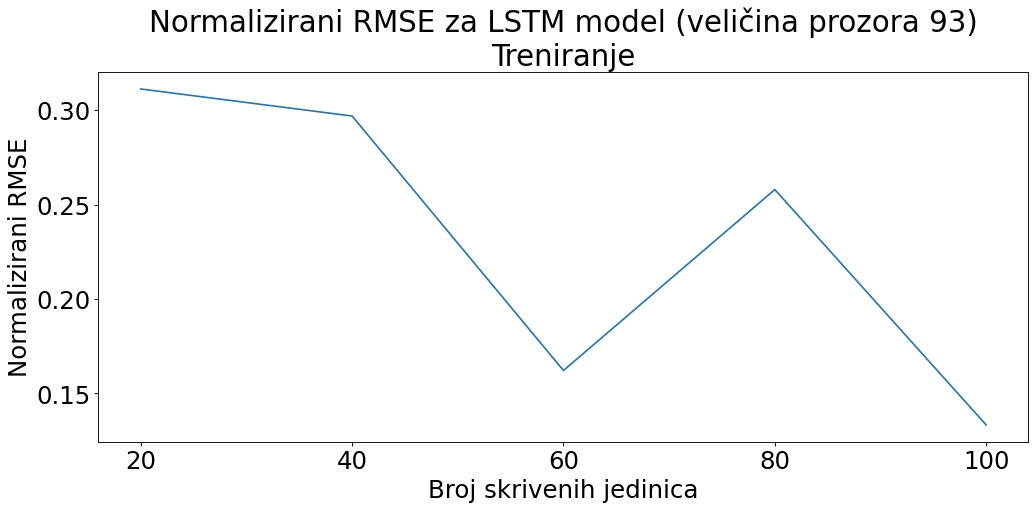 Normalizirani RMSE za LSTM model (veličina prozora 93)
Treniranje
Normalizirani RMSE
0.30
0.25
0.20
0.15
20 40 60 80 100
Broj skrivenih jedinica